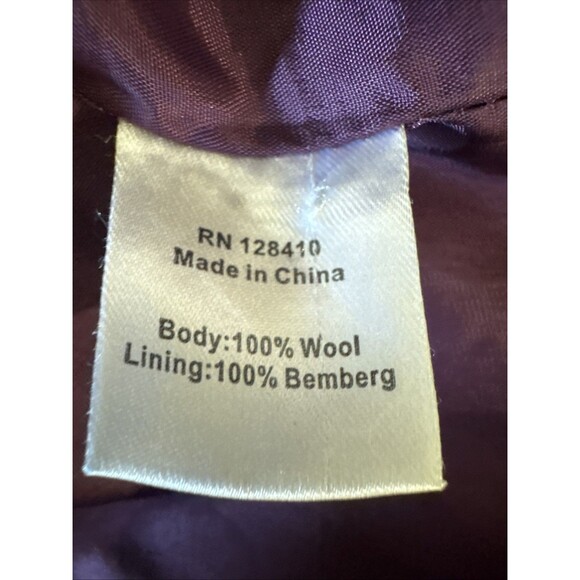 RN 128410
Made in China
Body:100% Wool
Lining:100% Bemberg